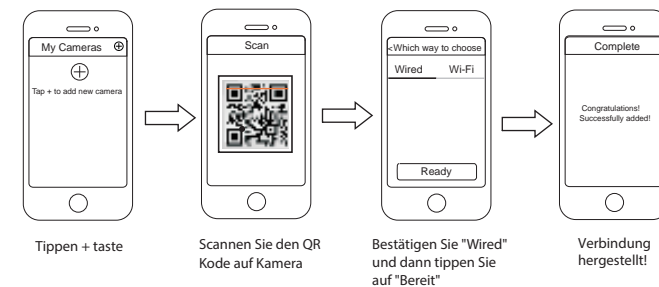 My Cameras
Tap + to add new camera
Scan
<Which way to choose
Wired Wi-Fi
Ready
Complete
Congratulations!
Successfully added!
Tippen + taste
Scannen Sie den QR
Kode auf Kamera
Bestätigen Sie "Wired"
und dann tippen Sie
auf "Bereit"
Verbindung
hergestellt!